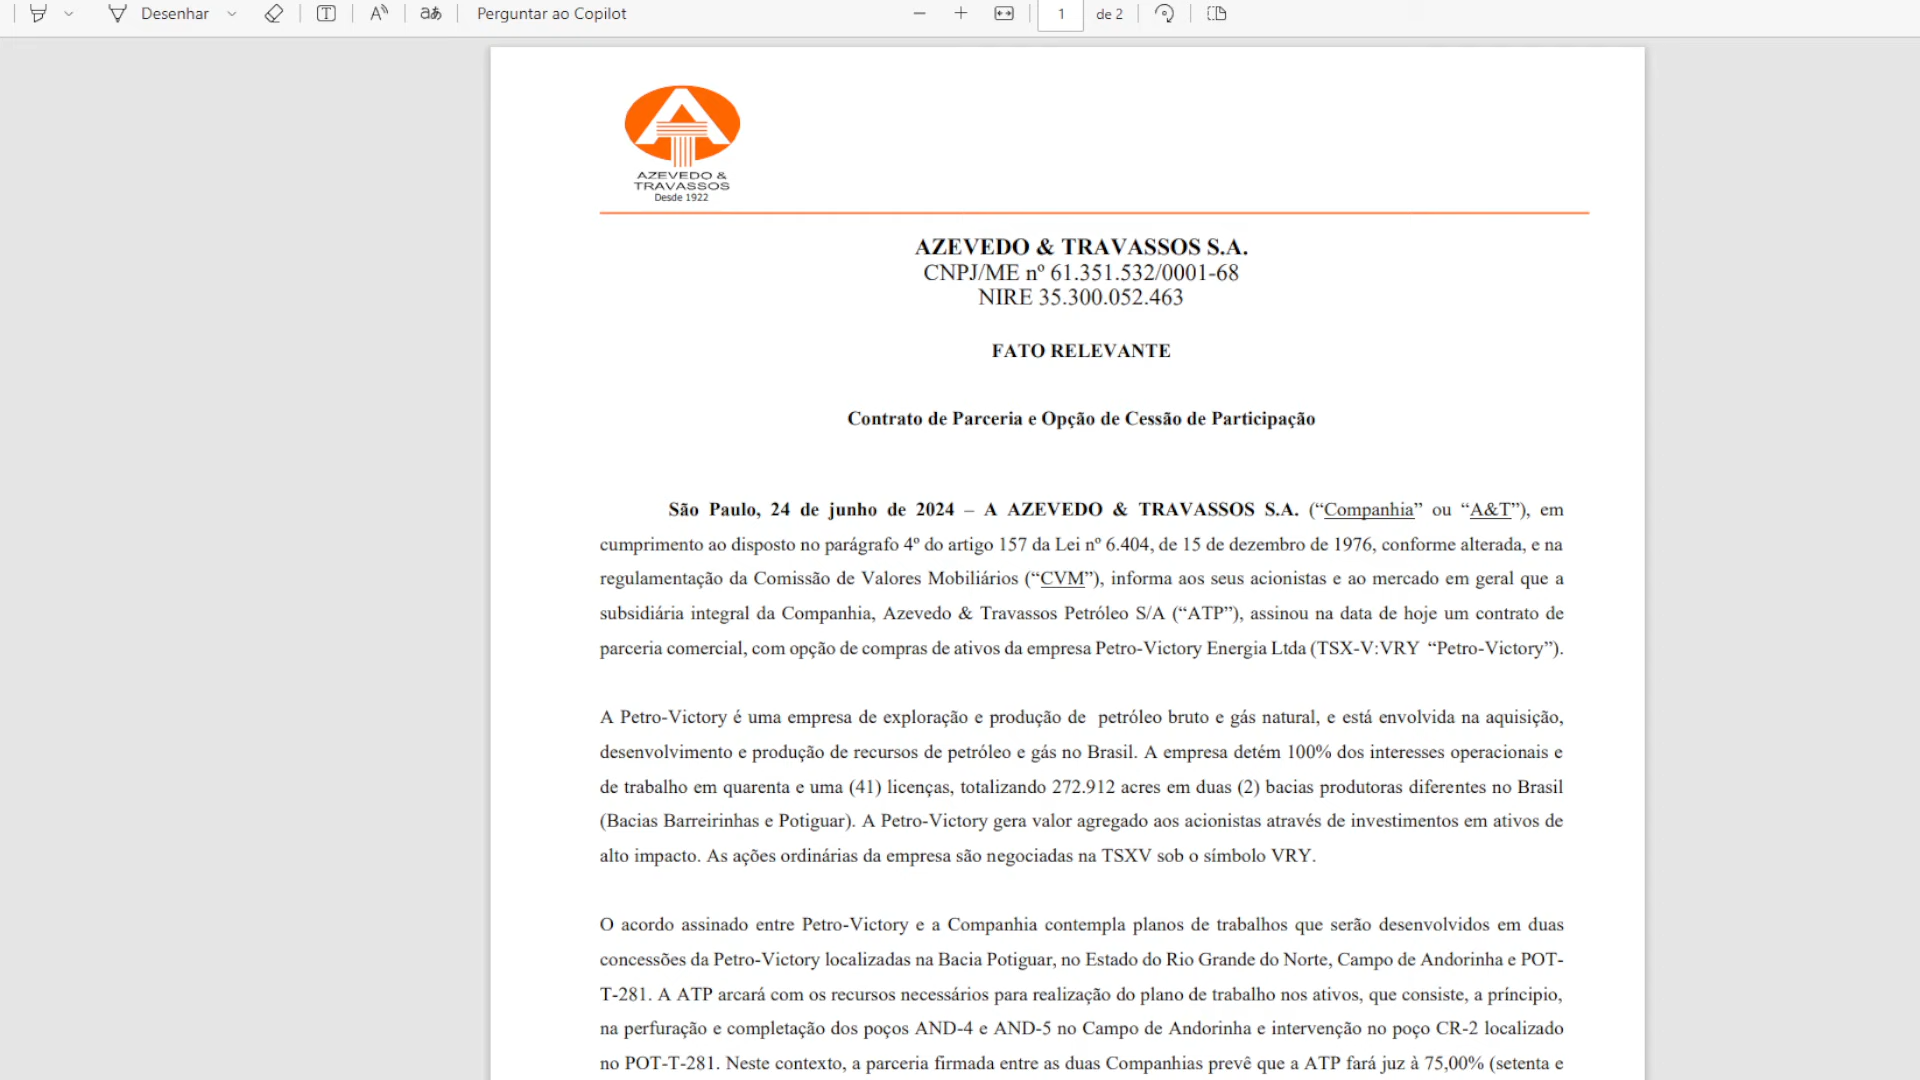 Desenhar
Perguntar ao Copilot
1 de 2
AZEVEDO &
TRAVASSOS
Desde 1922
AZEVEDO & TRAVASSOS S.A.
CNPJ/ME nº 61.351.532/0001-68
NIRE 35.300.052.463
FATO RELEVANTE
Contrato de Parceria e Opção de Cessão de Participação
São Paulo, 24 de junho de 2024 – A AZEVEDO & TRAVASSOS S.A. (“Companhia” ou “A&T”), em
cumprimento ao disposto no parágrafo 4º do artigo 157 da Lei nº 6.404, de 15 de dezembro de 1976, conforme alterada, e na
regulamentação da Comissão de Valores Mobiliários (“CVM”), informa aos seus acionistas e ao mercado em geral que a
subsidiária integral da Companhia, Azevedo & Travassos Petróleo S/A (“ATP”), assinou na data de hoje um contrato de
parceria comercial, com opção de compras de ativos da empresa Petro-Victory Energia Ltda (TSX-V:VRY “Petro-Victory”).
A Petro-Victory é uma empresa de exploração e produção de petróleo bruto e gás natural, e está envolvida na aquisição,
desenvolvimento e produção de recursos de petróleo e gás no Brasil. A empresa detém 100% dos interesses operacionais e
de trabalho em quarenta e uma (41) licenças, totalizando 272.912 acres em duas (2) bacias produtoras diferentes no Brasil
(Bacias Barreirinhas e Potiguar). A Petro-Victory gera valor agregado aos acionistas através de investimentos em ativos de
alto impacto. As ações ordinárias da empresa são negociadas na TSXV sob o símbolo VRY.
O acordo assinado entre Petro-Victory e a Companhia contempla planos de trabalhos que serão desenvolvidos em duas
concessões da Petro-Victory localizadas na Bacia Potiguar, no Estado do Rio Grande do Norte, Campo de Andorinha e POT-
T-281. A ATP arcará com os recursos necessários para realização do plano de trabalho nos ativos, que consiste, a príncipio,
na perfuração e completação dos poços AND-4 e AND-5 no Campo de Andorinha e intervenção no poço CR-2 localizado
no POT-T-281. Neste contexto, a parceria firmada entre as duas Companhias prevê que a ATP fará juz à 75,00% (setenta e